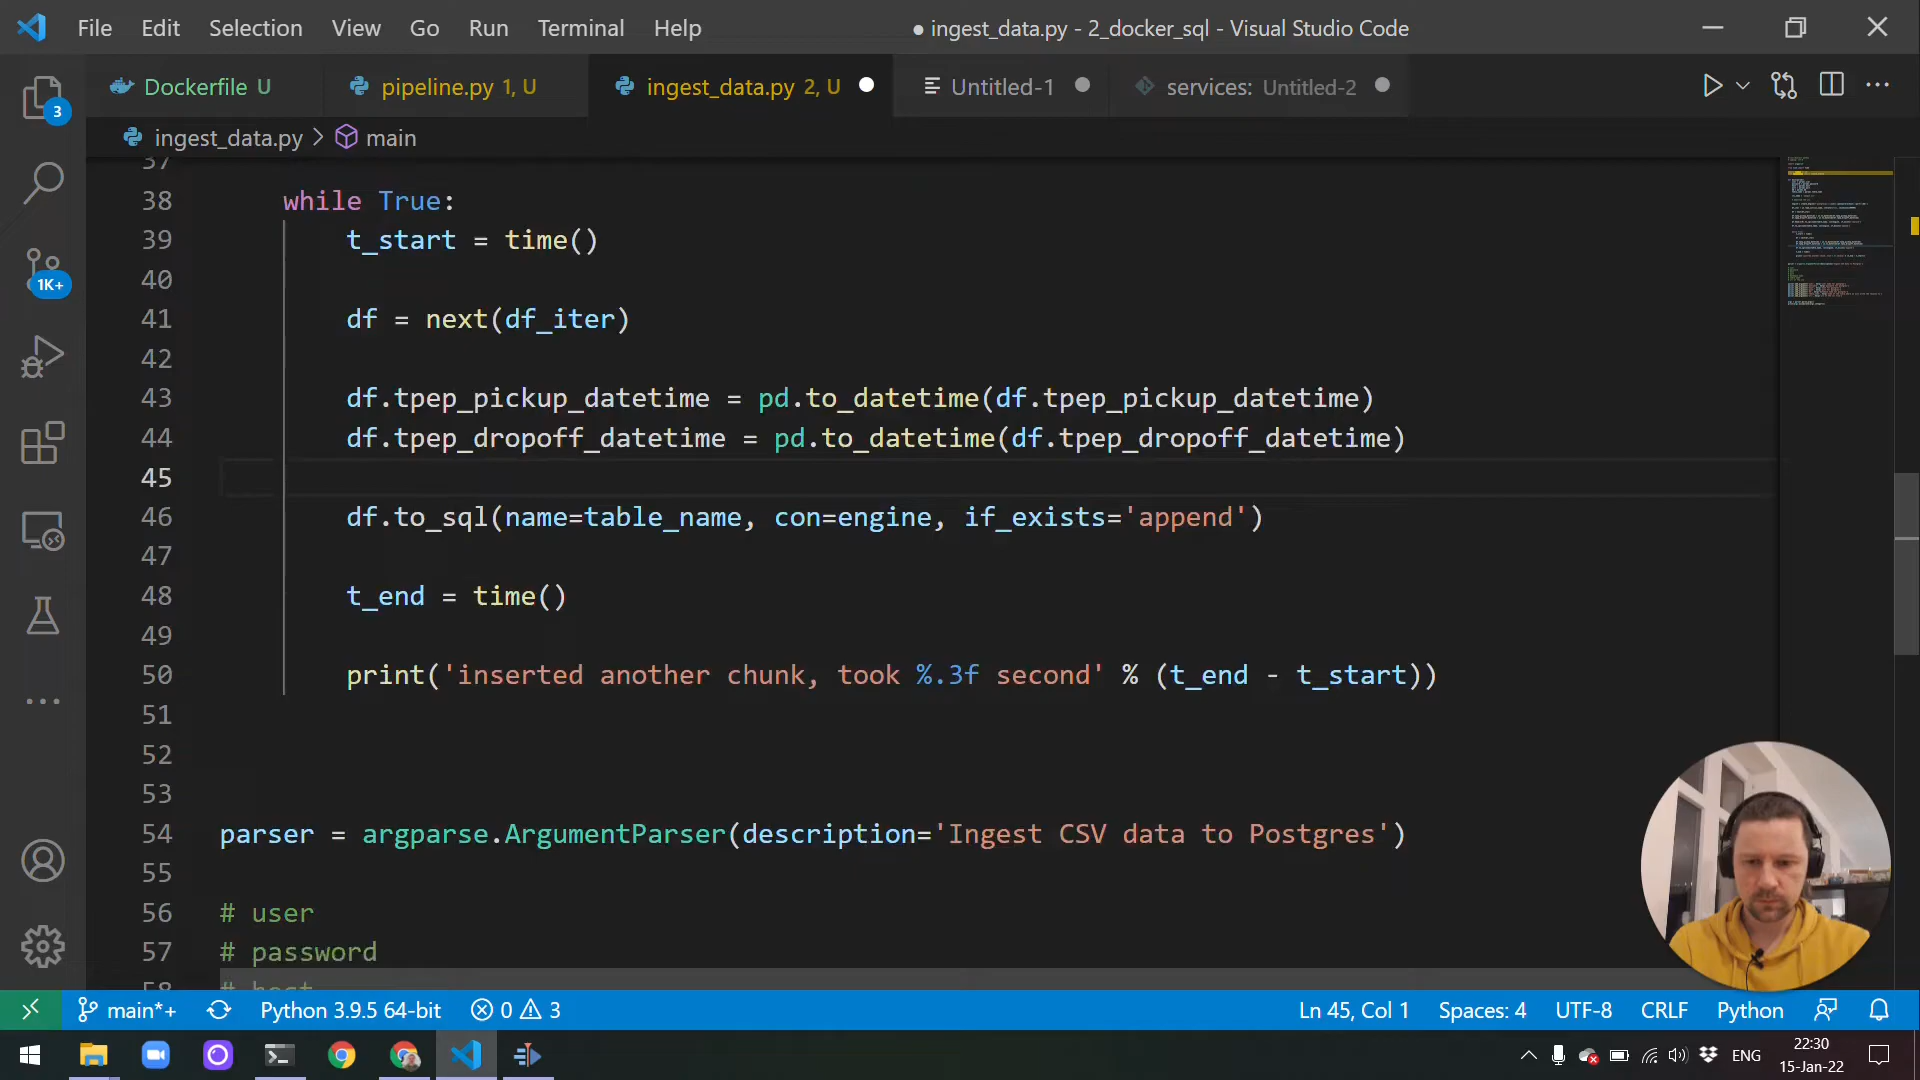 File Edit Selection View Go Run Terminal Help
● ingest_data.py - 2_docker_sql - Visual Studio Code
Dockerfile U
pipeline.py 1, U
ingest_data.py 2, U
Untitled-1
services: Untitled-2
ingest_data.py > main
3
1K+
37
38 while True:
39 t_start = time()
40
41 df = next(df_iter)
42
43 df.tpep_pickup_datetime = pd.to_datetime(df.tpep_pickup_datetime)
44 df.tpep_dropoff_datetime = pd.to_datetime(df.tpep_dropoff_datetime)
45
46 df.to_sql(name=table_name, con=engine, if_exists='append')
47
48 t_end = time()
49
50 print('inserted another chunk, took %.3f second' % (t_end - t_start))
51
52
53
54 parser = argparse.ArgumentParser(description='Ingest CSV data to Postgres')
55
56 # user
57 # password
58 # host
main*+ Python 3.9.5 64-bit 0 3 Ln 45, Col 1 Spaces: 4 UTF-8 CRLF Python
ENG
22:30
15-Jan-22